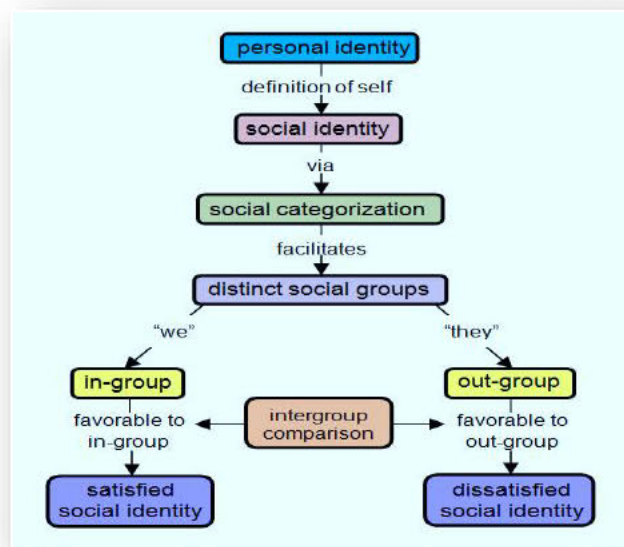 personal identity
definition of self
social identity
via
social categorization
facilitates
distinct social groups
"we"
"they"
in-group
out-group
favorable to
in-group
intergroup
comparison
favorable to
out-group
satisfied
social identity
dissatisfied
social identity